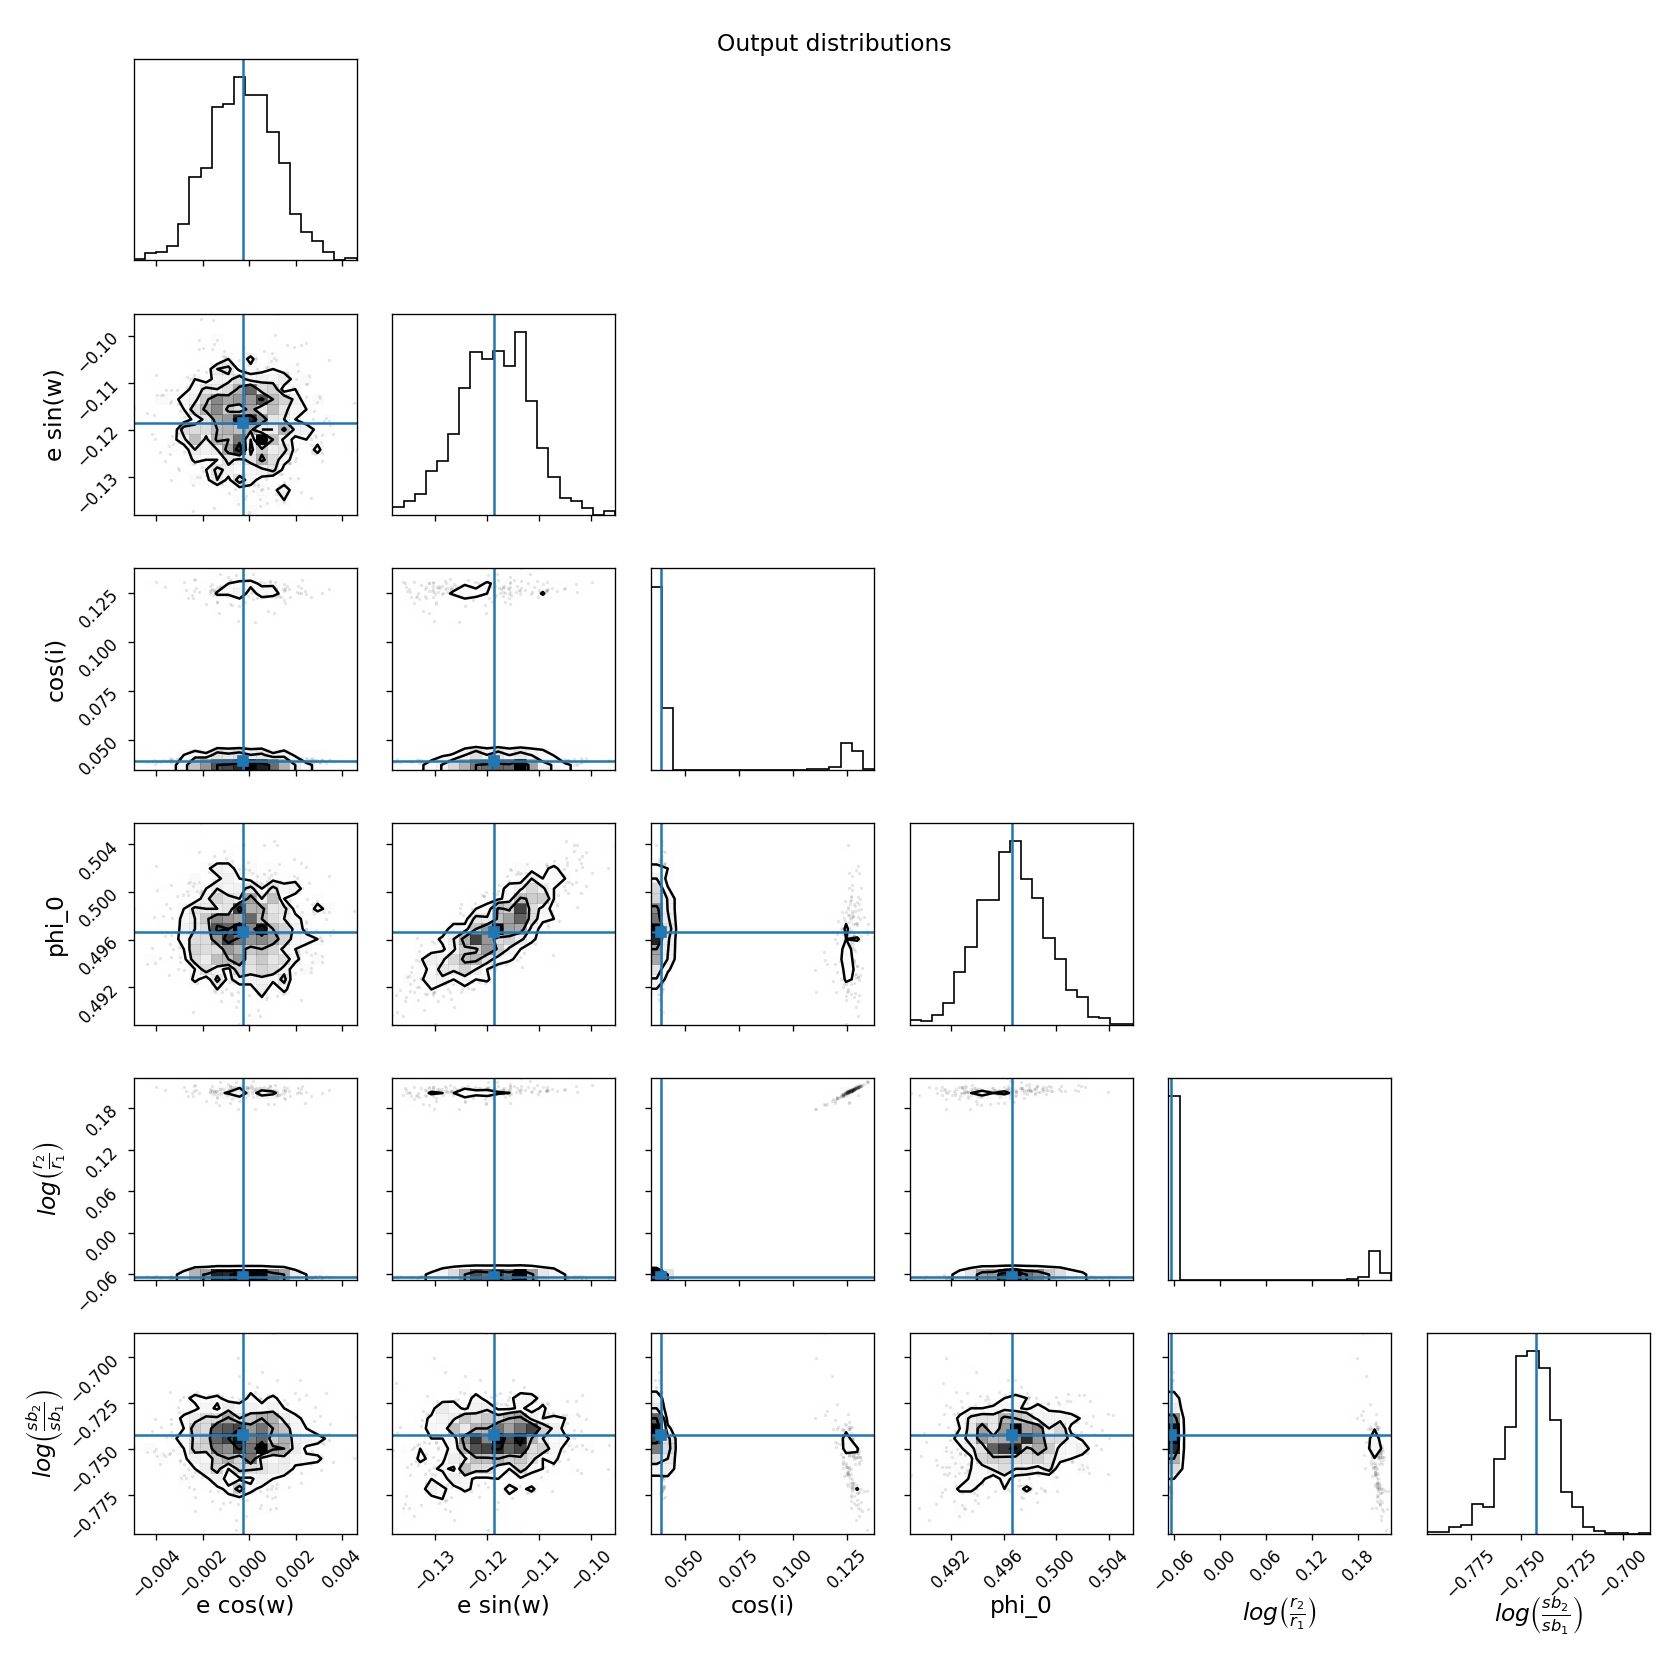 Output distributions
e sin(w)
−0.10
−0.11
−0.12
−0.13
cos(i)
0.125
0.100
0.075
0.050
phi_0
0.504
0.500
0.496
0.492
log(r₂/r₁)
0.18
0.12
0.06
0.00
−0.06
log(sb₂/sb₁)
−0.700
−0.725
−0.750
−0.775
−0.004 −0.002 0.000 0.002 0.004
−0.13 −0.12 −0.11 −0.10
0.050 0.075 0.100 0.125
0.492 0.496 0.500 0.504
−0.06 0.00 0.06 0.12 0.18
−0.775 −0.750 −0.725 −0.700
e cos(w) e sin(w) cos(i) phi_0 log(r₂/r₁) log(sb₂/sb₁)